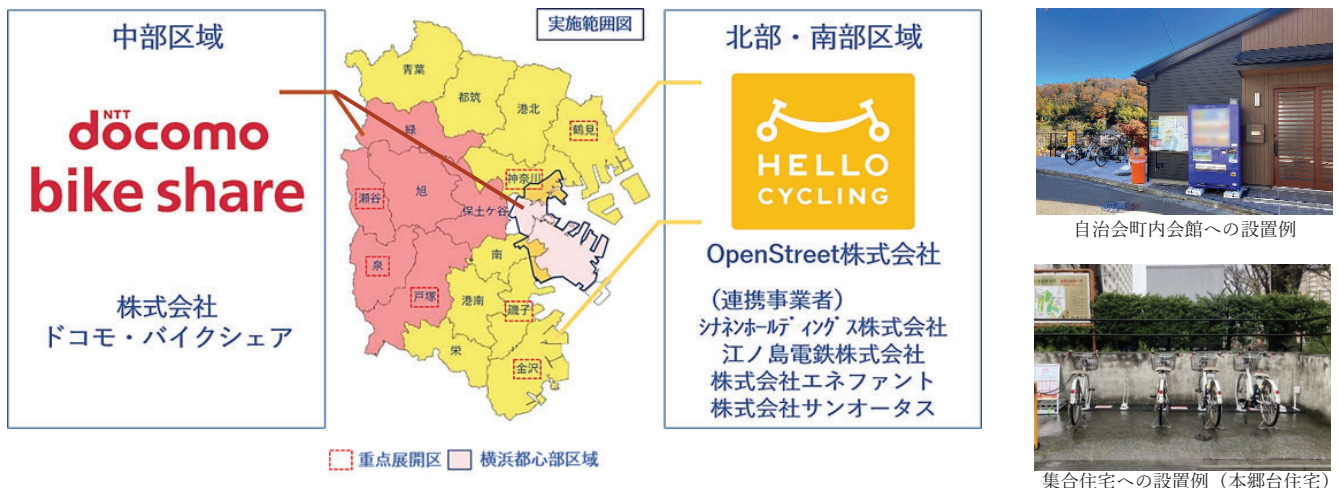 中部区域
NTT
docomo
bike share
株式会社
ドコモ・バイクシェア
実施範囲図
青葉
都筑
港北
鶴見
緑
神奈川
旭
瀬谷
保土ケ谷
泉
南
戸塚
港南
磯子
栄
金沢
重点展開区
横浜都心部区域
北部・南部区域
HELLO
CYCLING
OpenStreet株式会社
(連携事業者)
シナネンホールディングス株式会社
江ノ島電鉄株式会社
株式会社エネファント
株式会社サンオータス
自治会町内会館への設置例
集合住宅への設置例(本郷台住宅)